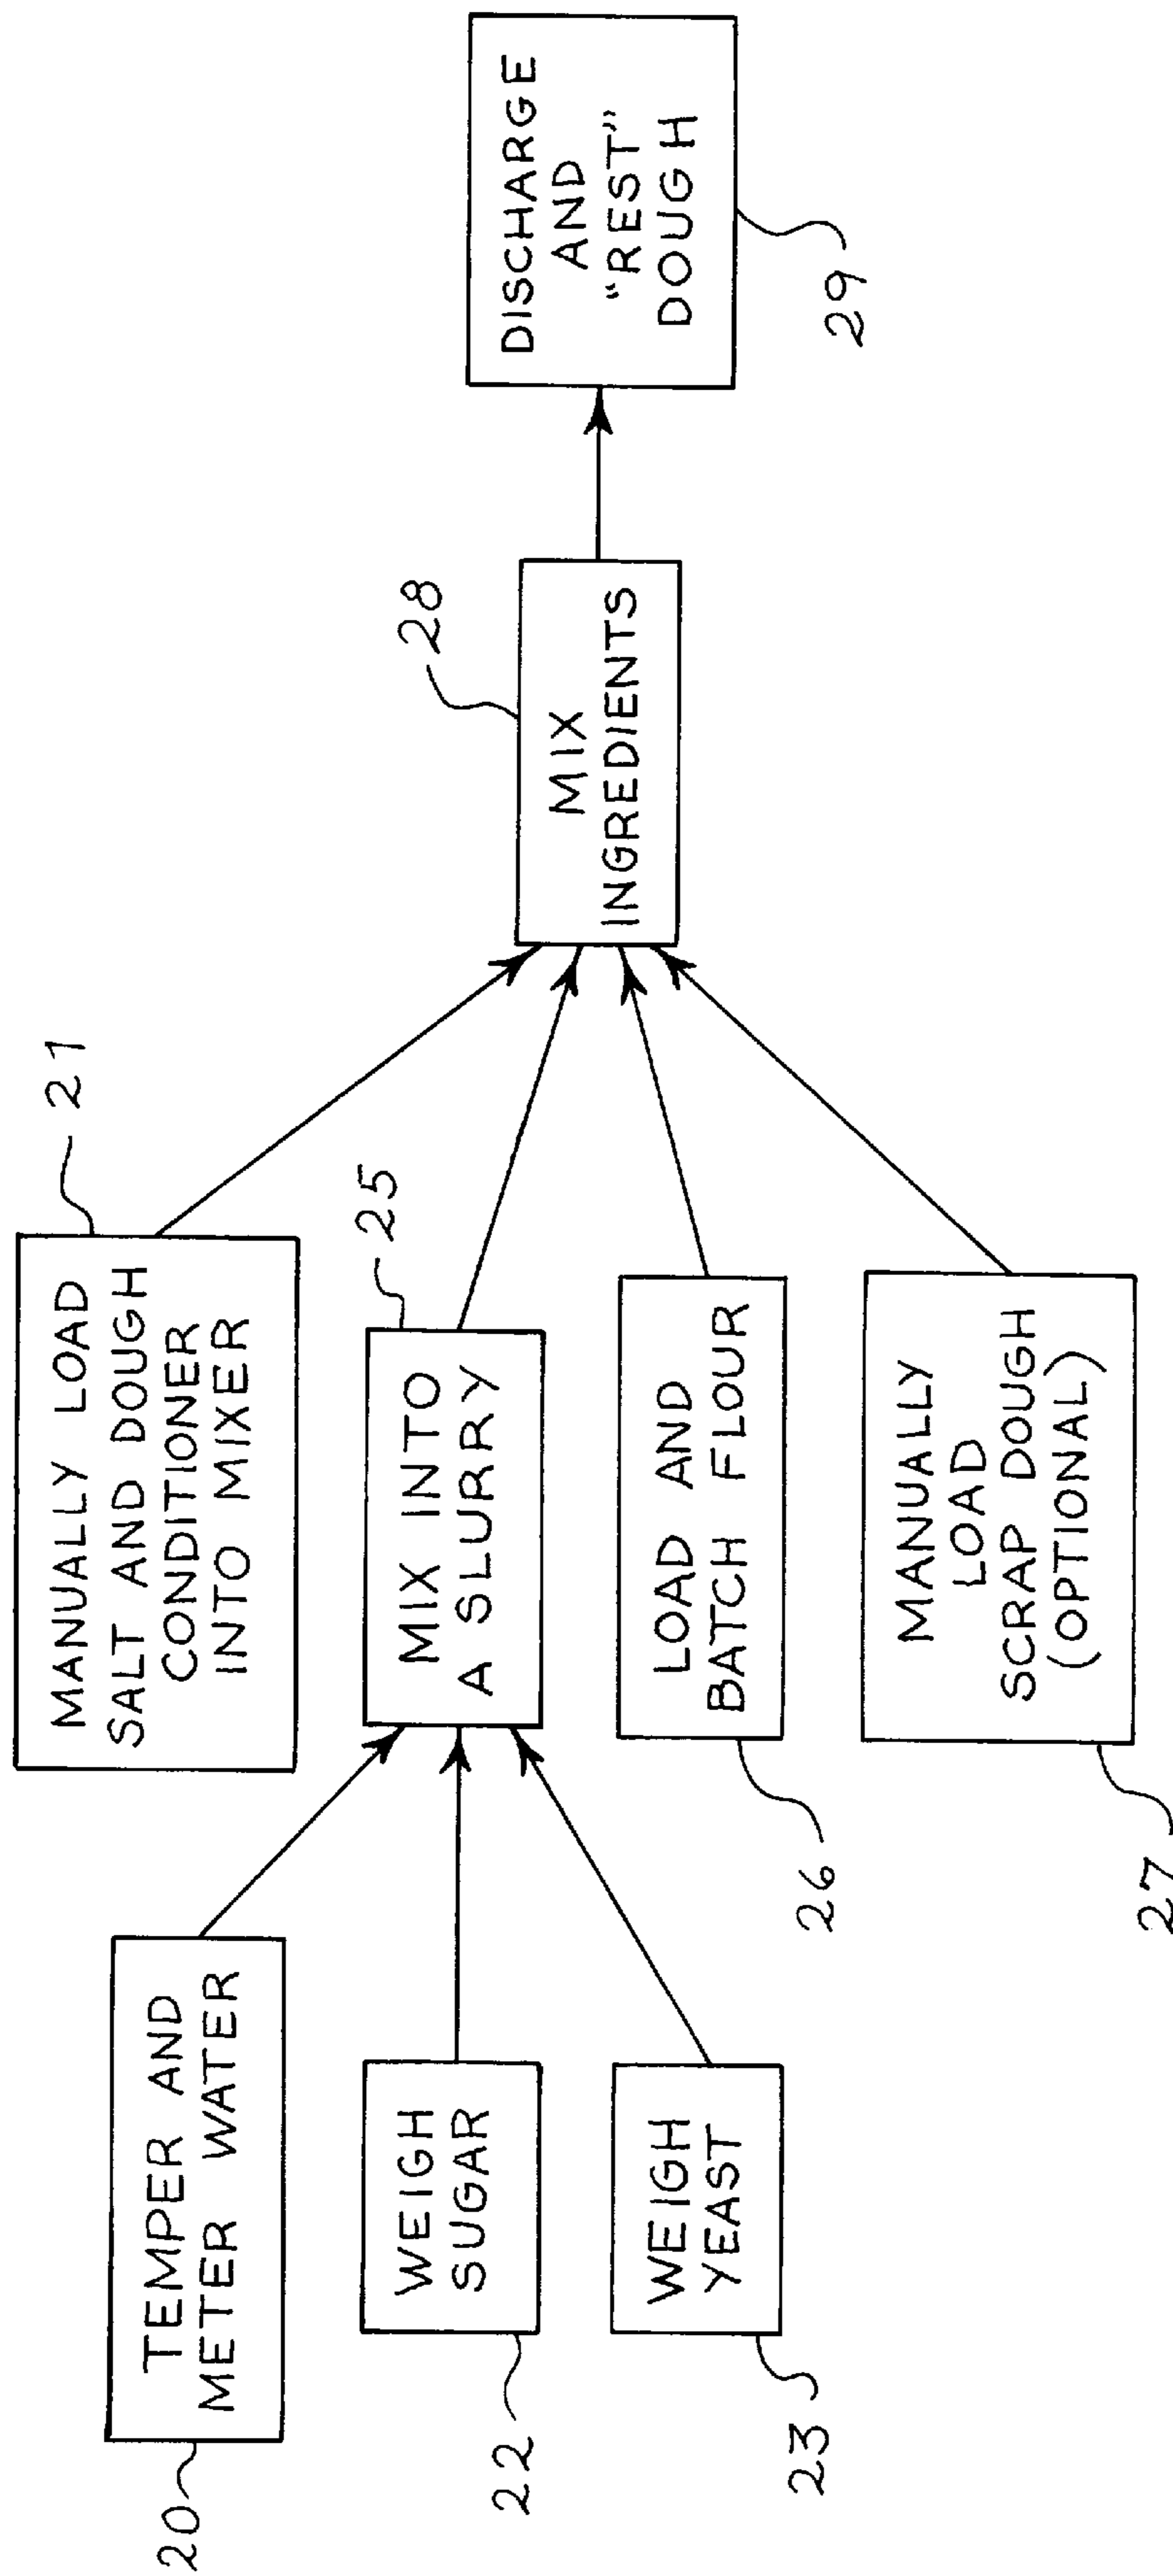 20
TEMPER AND
METER WATER
22
WEIGH
SUGAR
23
WEIGH
YEAST
21
MANUALLY LOAD
SALT AND DOUGH
CONDITIONER
INTO MIXER
25
MIX INTO
A SLURRY
26
LOAD AND
BATCH FLOUR
27
MANUALLY
LOAD
SCRAP DOUGH
(OPTIONAL)
28
MIX
INGREDIENTS
DISCHARGE
AND
“REST”
DOUGH
29